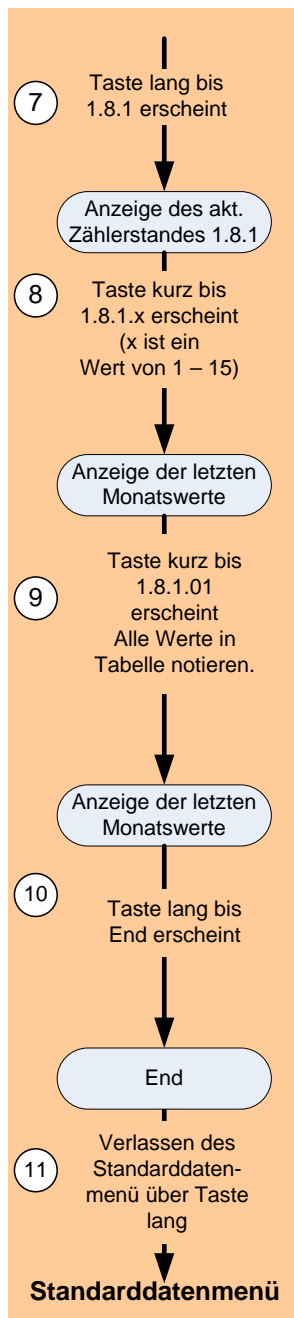 7
Taste lang bis
1.8.1 erscheint
Anzeige des akt.
Zählerstandes 1.8.1
8
Taste kurz bis
1.8.1.x erscheint
(x ist ein
Wert von 1 – 15)
Anzeige der letzten
Monatswerte
9
Taste kurz bis
1.8.1.01
erscheint
Alle Werte in
Tabelle notieren.
Anzeige der letzten
Monatswerte
10
Taste lang bis
End erscheint
End
11
Verlassen des
Standarddaten-
menü über Taste
lang
Standarddatenmenü